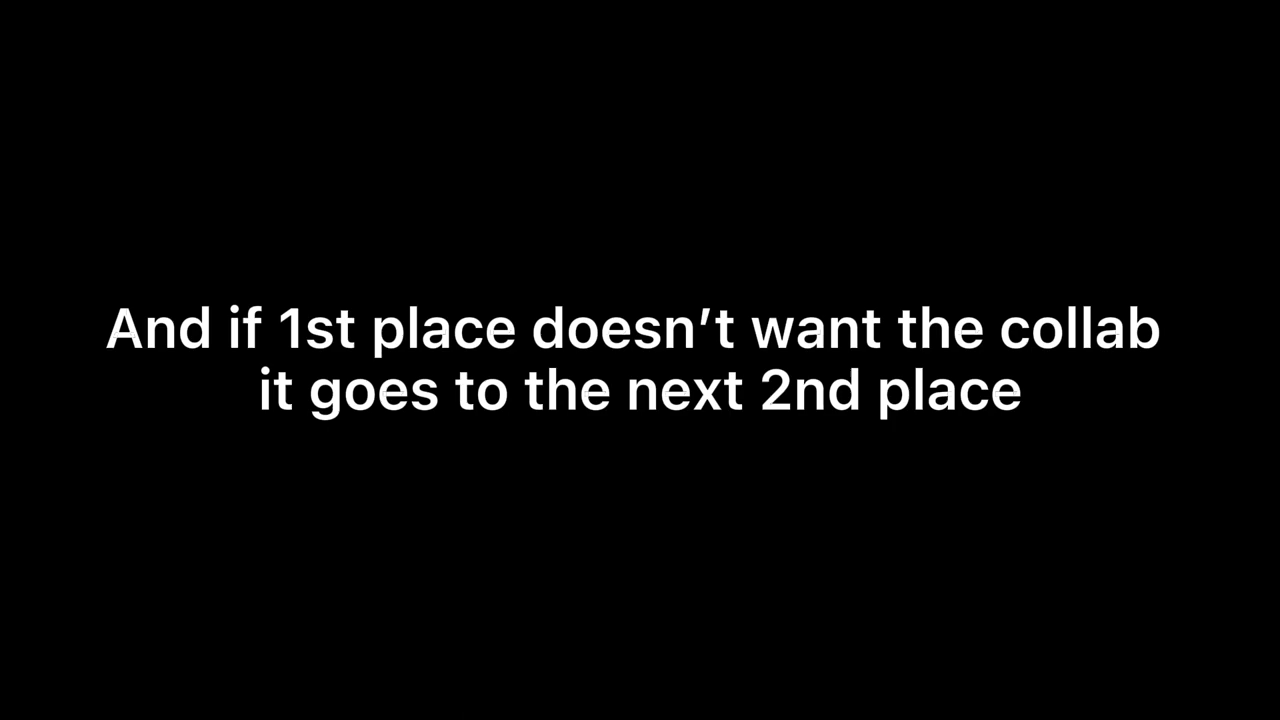 And if 1st place doesn’t want the collab
it goes to the next 2nd place